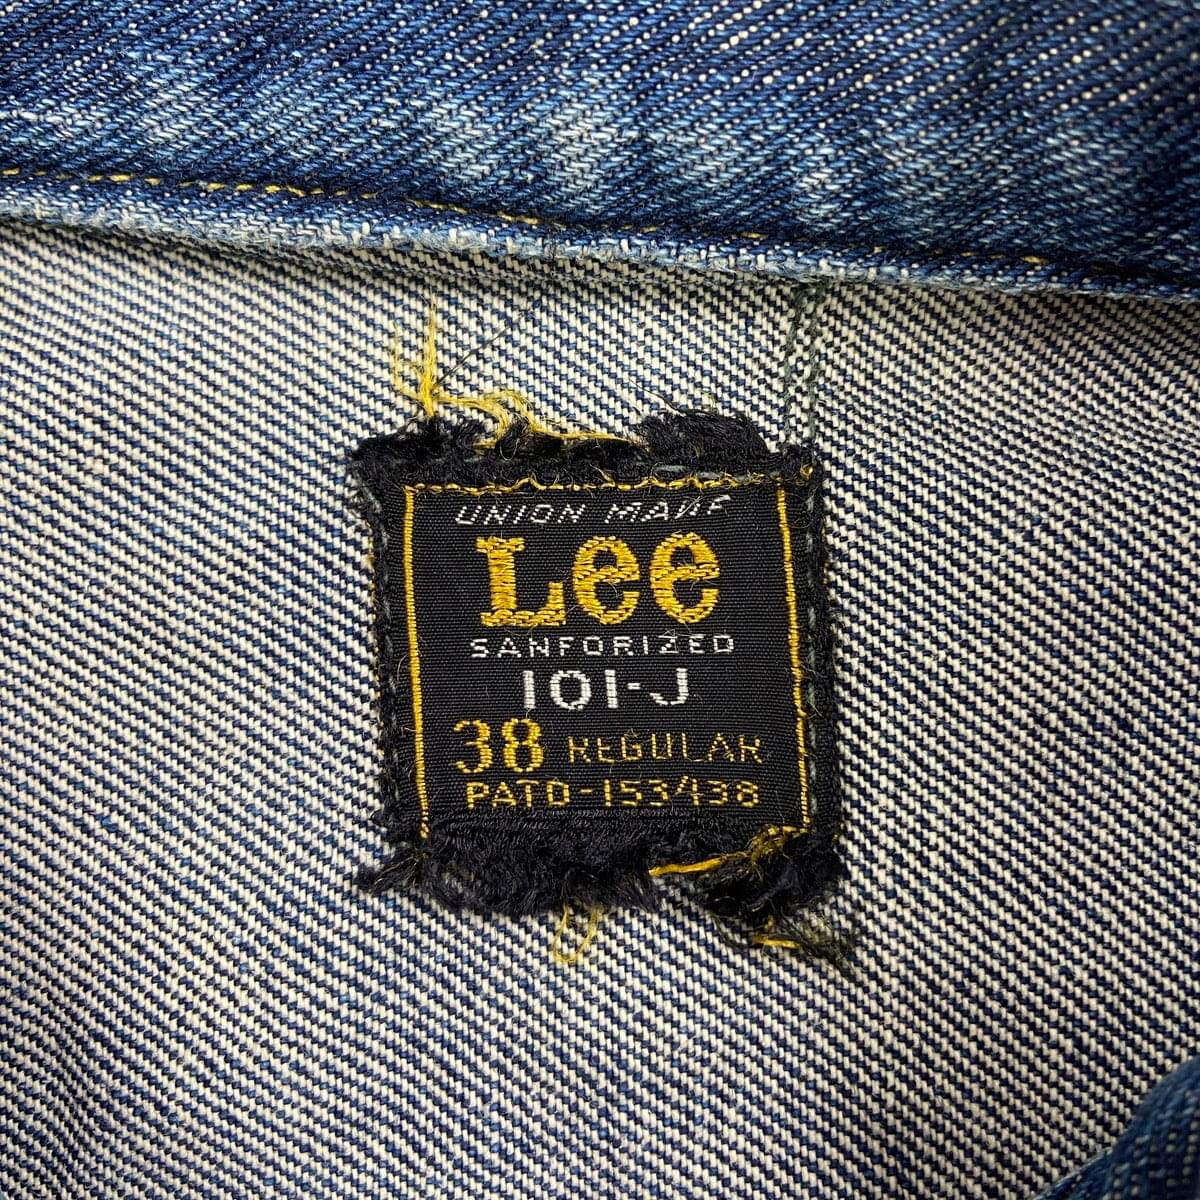 UNION MADE
Lee
SANFORIZED
101-J
38 REGULAR
PATD-153438